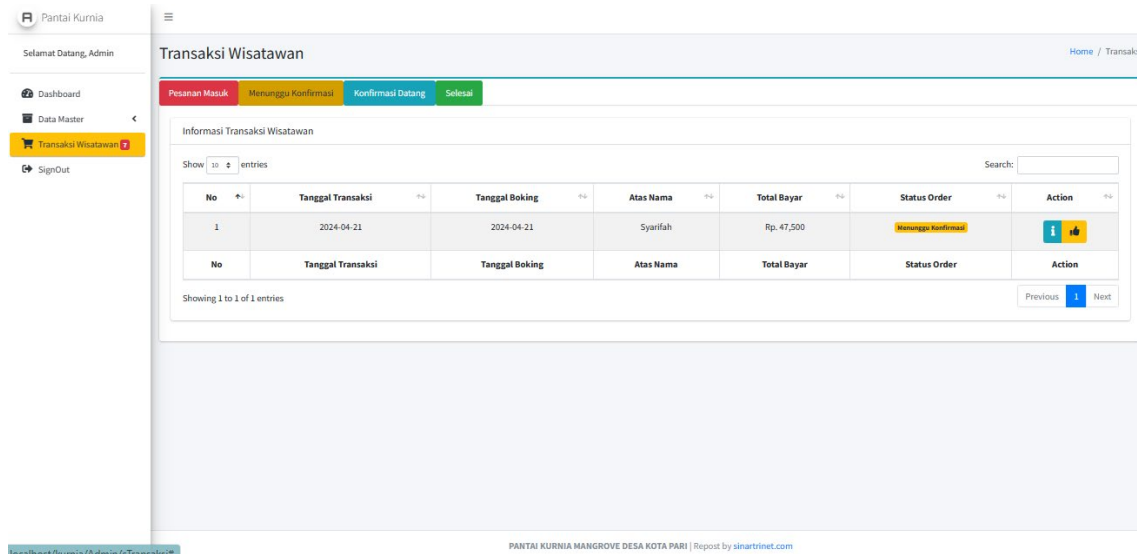 Pantai Kurnia
Selamat Datang, Admin
Dashboard
Data Master
Transaksi Wisatawan 7
SignOut
Transaksi Wisatawan
Home /
Pesanan Masuk Menunggu Konfirmasi Konfirmasi Datang Selesai
Informasi Transaksi Wisatawan
Show 10 entries
Search:
No Tanggal Transaksi Tanggal Boking Atas Nama Total Bayar Status Order Action
1 2024-04-21 2024-04-21 Syarifah Rp. 47,500 Menunggu Konfirmasi
No Tanggal Transaksi Tanggal Boking Atas Nama Total Bayar Status Order Action
Showing 1 to 1 of 1 entries
Previous 1 Next
PANTAI KURNIA MANGROVE DESA KOTA PARI | Repost by sinartrinet.com